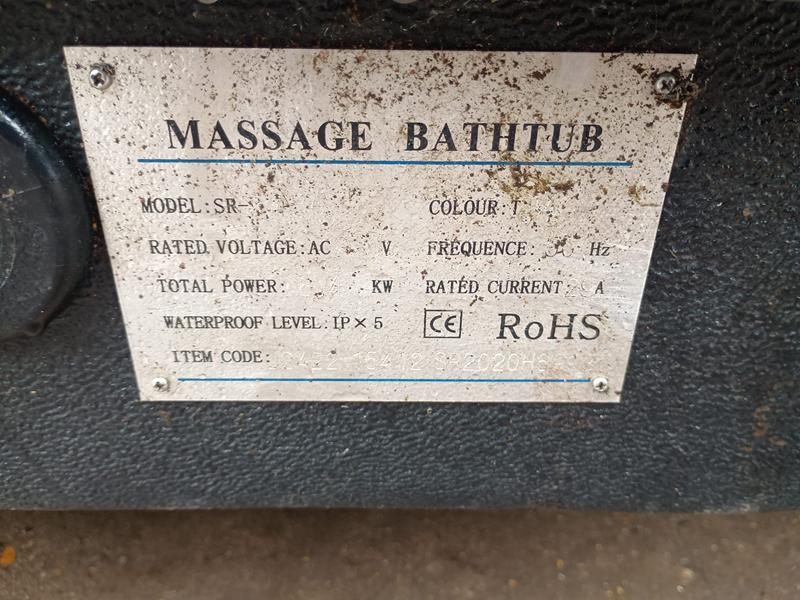 MASSAGE BATHTUB
MODEL:SR- COLOUR:
RATED VOLTAGE:AC V FREQUENCE: Hz
TOTAL POWER: KW RATED CURRENT: A
WATERPROOF LEVEL:IP×5 CE RoHS
ITEM CODE: